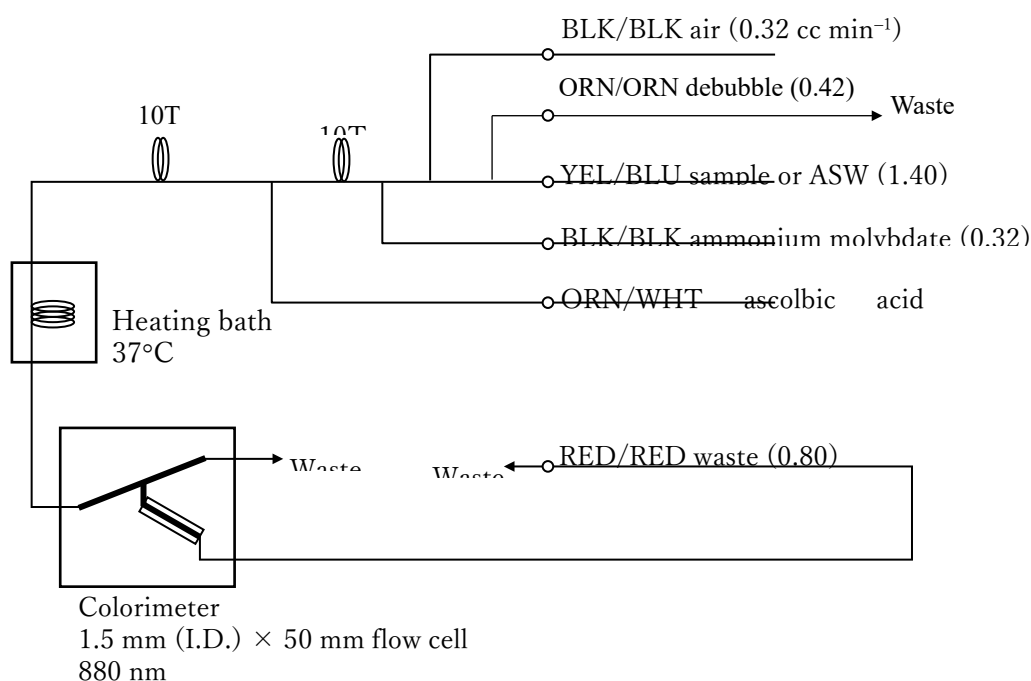 BLK/BLK air (0.32 cc min⁻¹)
ORN/ORN debubble (0.42)
Waste
10T
10T
YEL/BLU sample or ASW (1.40)
BLK/BLK ammonium molybdate (0.32)
ORN/WHT ascolbic acid
Heating bath
37°C
RED/RED waste (0.80)
Waste
Waste
Colorimeter
1.5 mm (I.D.) × 50 mm flow cell
880 nm